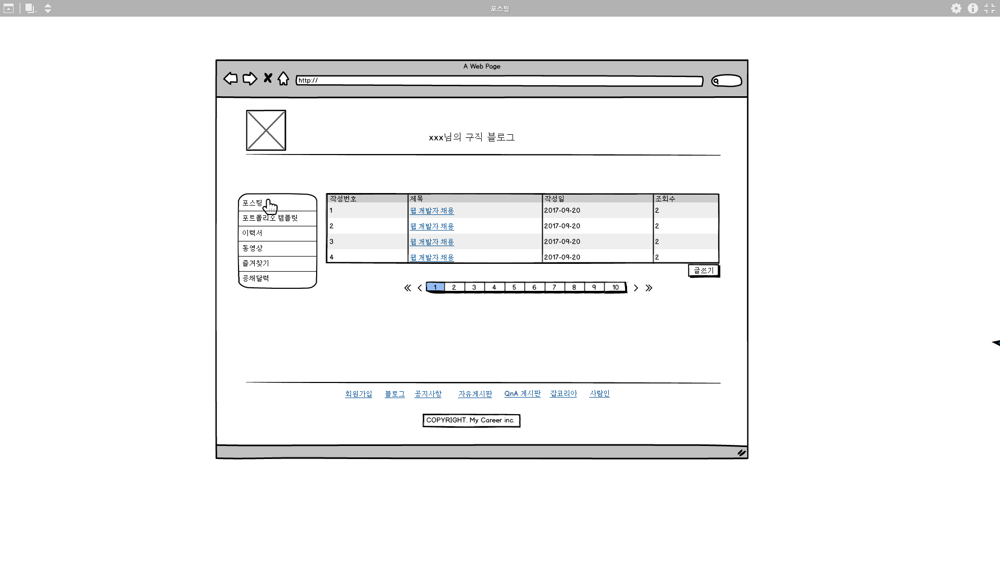 포스팅
A Web Page
http://
xxx님의 구직 블로그
포스팅
포트폴리오 템플릿
이력서
동영상
즐겨찾기
공채달력
작성번호 제목 작성일 조회수
1 웹 개발자 채용 2017-09-20 2
2 웹 개발자 채용 2017-09-20 2
3 웹 개발자 채용 2017-09-20 2
4 웹 개발자 채용 2017-09-20 2
글쓰기
1 2 3 4 5 6 7 8 9 10
회원가입 블로그 공지사항 자유게시판 QnA 게시판 잡코리아 사람인
COPYRIGHT. My Career inc.